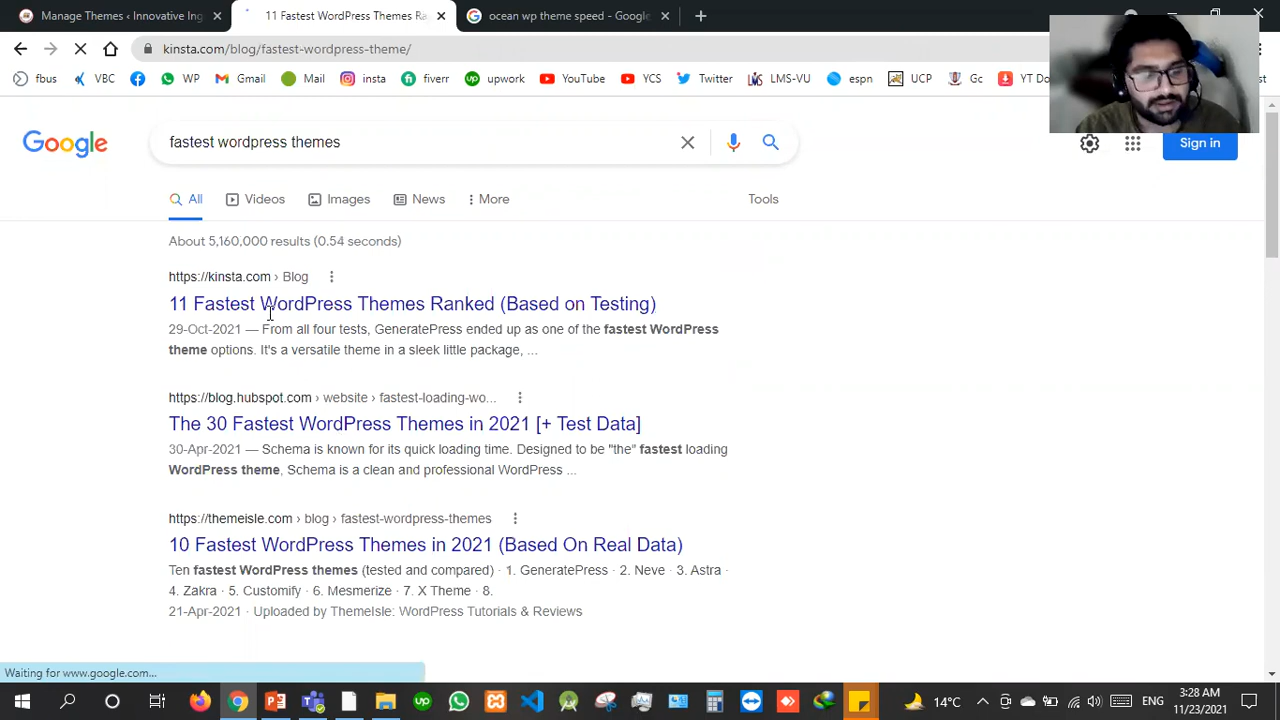 Manage Themes ‹ Innovative Ing
11 Fastest WordPress Themes Ra
ocean wp theme speed - Google
kinsta.com/blog/fastest-wordpress-theme/
fbus
VBC
WP
Gmail
Mail
insta
fiverr
upwork
YouTube
YCS
Twitter
LMS-VU
espn
UCP
Gc
YT Do
st
Google
fastest wordpress themes
Sign in
All
Videos
Images
News
More
Tools
About 5,160,000 results (0.54 seconds)
https://kinsta.com › Blog
11 Fastest WordPress Themes Ranked (Based on Testing)
29-Oct-2021 — From all four tests, GeneratePress ended up as one of the fastest WordPress
theme options. It's a versatile theme in a sleek little package, ...
https://blog.hubspot.com › website › fastest-loading-wo...
The 30 Fastest WordPress Themes in 2021 [+ Test Data]
30-Apr-2021 — Schema is known for its quick loading time. Designed to be "the" fastest loading
WordPress theme, Schema is a clean and professional WordPress ...
https://themeisle.com › blog › fastest-wordpress-themes
10 Fastest WordPress Themes in 2021 (Based On Real Data)
Ten fastest WordPress themes (tested and compared) · 1. GeneratePress · 2. Neve · 3. Astra ·
4. Zakra · 5. Customify · 6. Mesmerize · 7. X Theme · 8.
21-Apr-2021 · Uploaded by ThemeIsle: WordPress Tutorials & Reviews
Waiting for www.google.com...
14°C
ENG
3:28 AM
11/23/2021